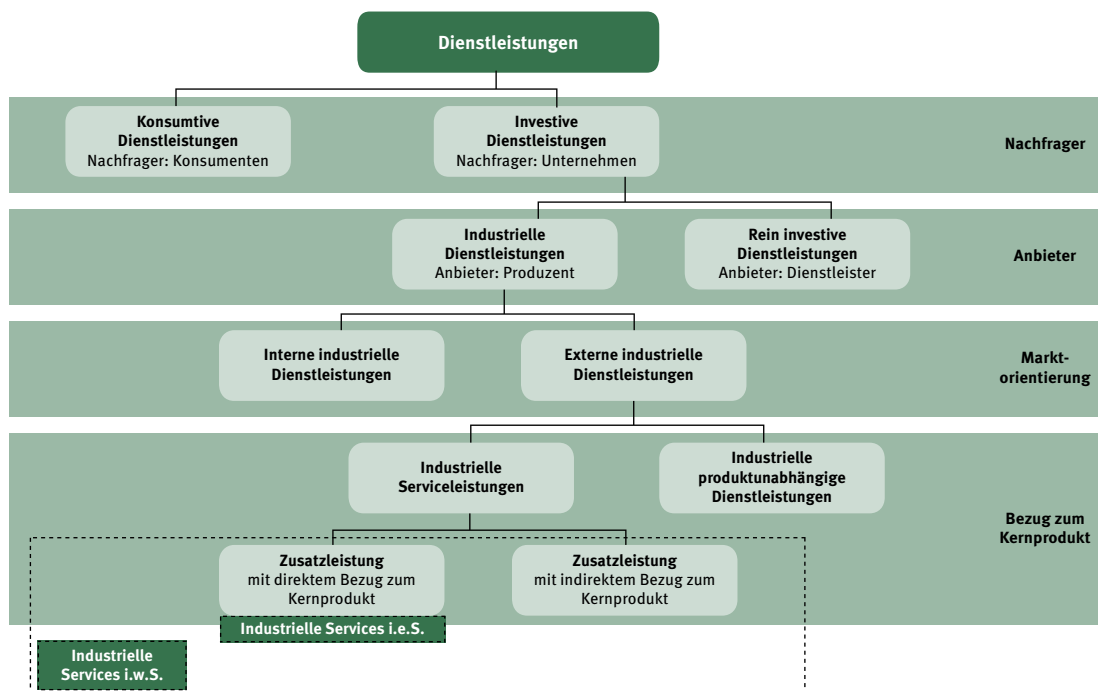 Dienstleistungen
Konsumtive
Dienstleistungen
Nachfrager: Konsumenten
Investive
Dienstleistungen
Nachfrager: Unternehmen
Nachfrager
Industrielle
Dienstleistungen
Anbieter: Produzent
Rein investive
Dienstleistungen
Anbieter: Dienstleister
Anbieter
Interne industrielle
Dienstleistungen
Externe industrielle
Dienstleistungen
Markt-
orientierung
Industrielle
Serviceleistungen
Industrielle
produktunabhängige
Dienstleistungen
Bezug zum
Kernprodukt
Zusatzleistung
mit direktem Bezug zum
Kernprodukt
Zusatzleistung
mit indirektem Bezug zum
Kernprodukt
Industrielle Services i.e.S.
Industrielle
Services i.w.S.